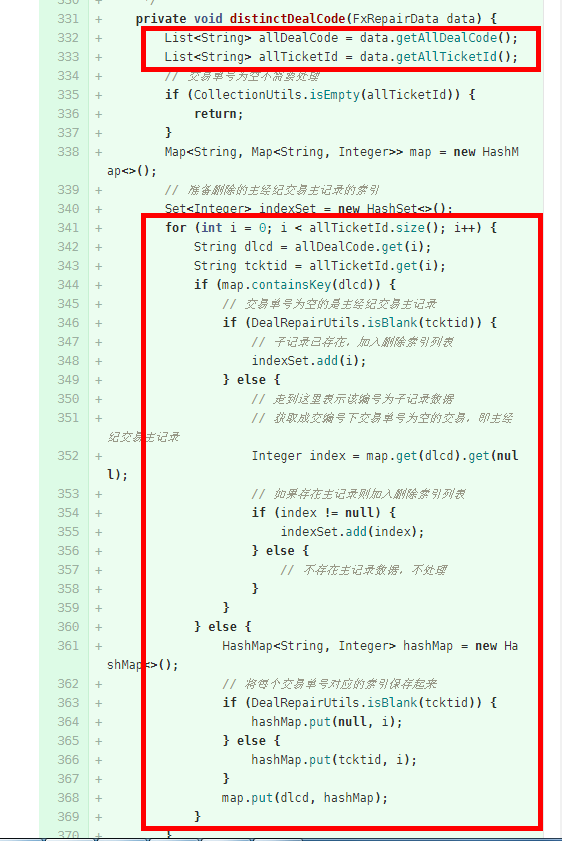 330 + */
331 + private void distinctDealCode(FxRepairData data) {
332 + List<String> allDealCode = data.getAllDealCode();
333 + List<String> allTicketId = data.getAllTicketId();
334 + // 交易单号为空不需要处理
335 + if (CollectionUtils.isEmpty(allTicketId)) {
336 + return;
337 + }
338 + Map<String, Map<String, Integer>> map = new HashM
ap<>();
339 + // 准备删除的主经纪交易主记录的索引
340 + Set<Integer> indexSet = new HashSet<>();
341 + for (int i = 0; i < allTicketId.size(); i++) {
342 + String dlcd = allDealCode.get(i);
343 + String tcktid = allTicketId.get(i);
344 + if (map.containsKey(dlcd)) {
345 + // 交易单号为空的是主经纪交易主记录
346 + if (DealRepairUtils.isBlank(tcktid)) {
347 + // 子记录已存在，加入删除索引列表
348 + indexSet.add(i);
349 + } else {
350 + // 走到这里表示该编号为子记录数据
351 + // 获取成交编号下交易单号为空的交易，即主经
纪交易主记录
352 + Integer index = map.get(dlcd).get(nul
l);
353 + // 如果存在主记录则加入删除索引列表
354 + if (index != null) {
355 + indexSet.add(index);
356 + } else {
357 + // 不存在主记录数据，不处理
358 + }
359 + }
360 + } else {
361 + HashMap<String, Integer> hashMap = new Ha
shMap<>();
362 + // 将每个交易单号对应的索引保存起来
363 + if (DealRepairUtils.isBlank(tcktid)) {
364 + hashMap.put(null, i);
365 + } else {
366 + hashMap.put(tcktid, i);
367 + }
368 + map.put(dlcd, hashMap);
369 + }
370 + }